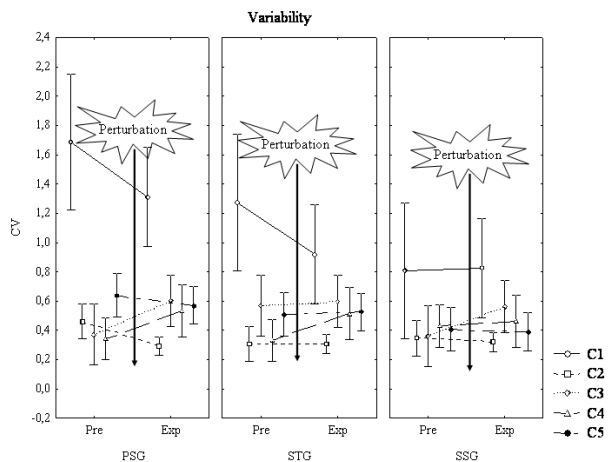 Variability
2,4
2,2
2,0
1,8
1,6
1,4
1,2
1,0
0,8
0,6
0,4
0,2
0,0
-0,2
CV
Perturbation
Perturbation
Perturbation
Pre Exp
Pre Exp
Pre Exp
PSG
STG
SSG
C1
C2
C3
C4
C5